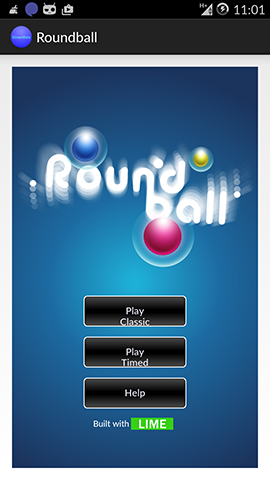 H+
11:01
Roundball
Round
ball
Play
Classic
Play
Timed
Help
Built with LIME